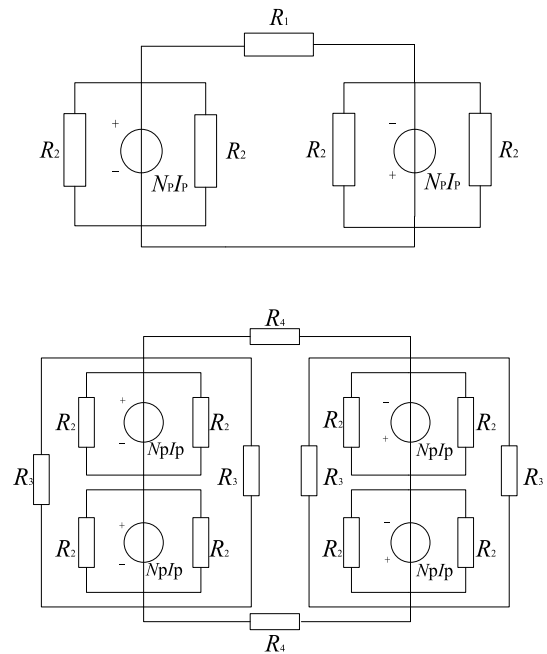 R1
+ −
R2 R2 R2 R2
− NPIP + NPIP
R4
+ −
R2 R2 R2 R2
− NpIp + NpIp
R3 R3 R3 R3
+ −
R2 R2 R2 R2
− NpIp + NpIp
R4